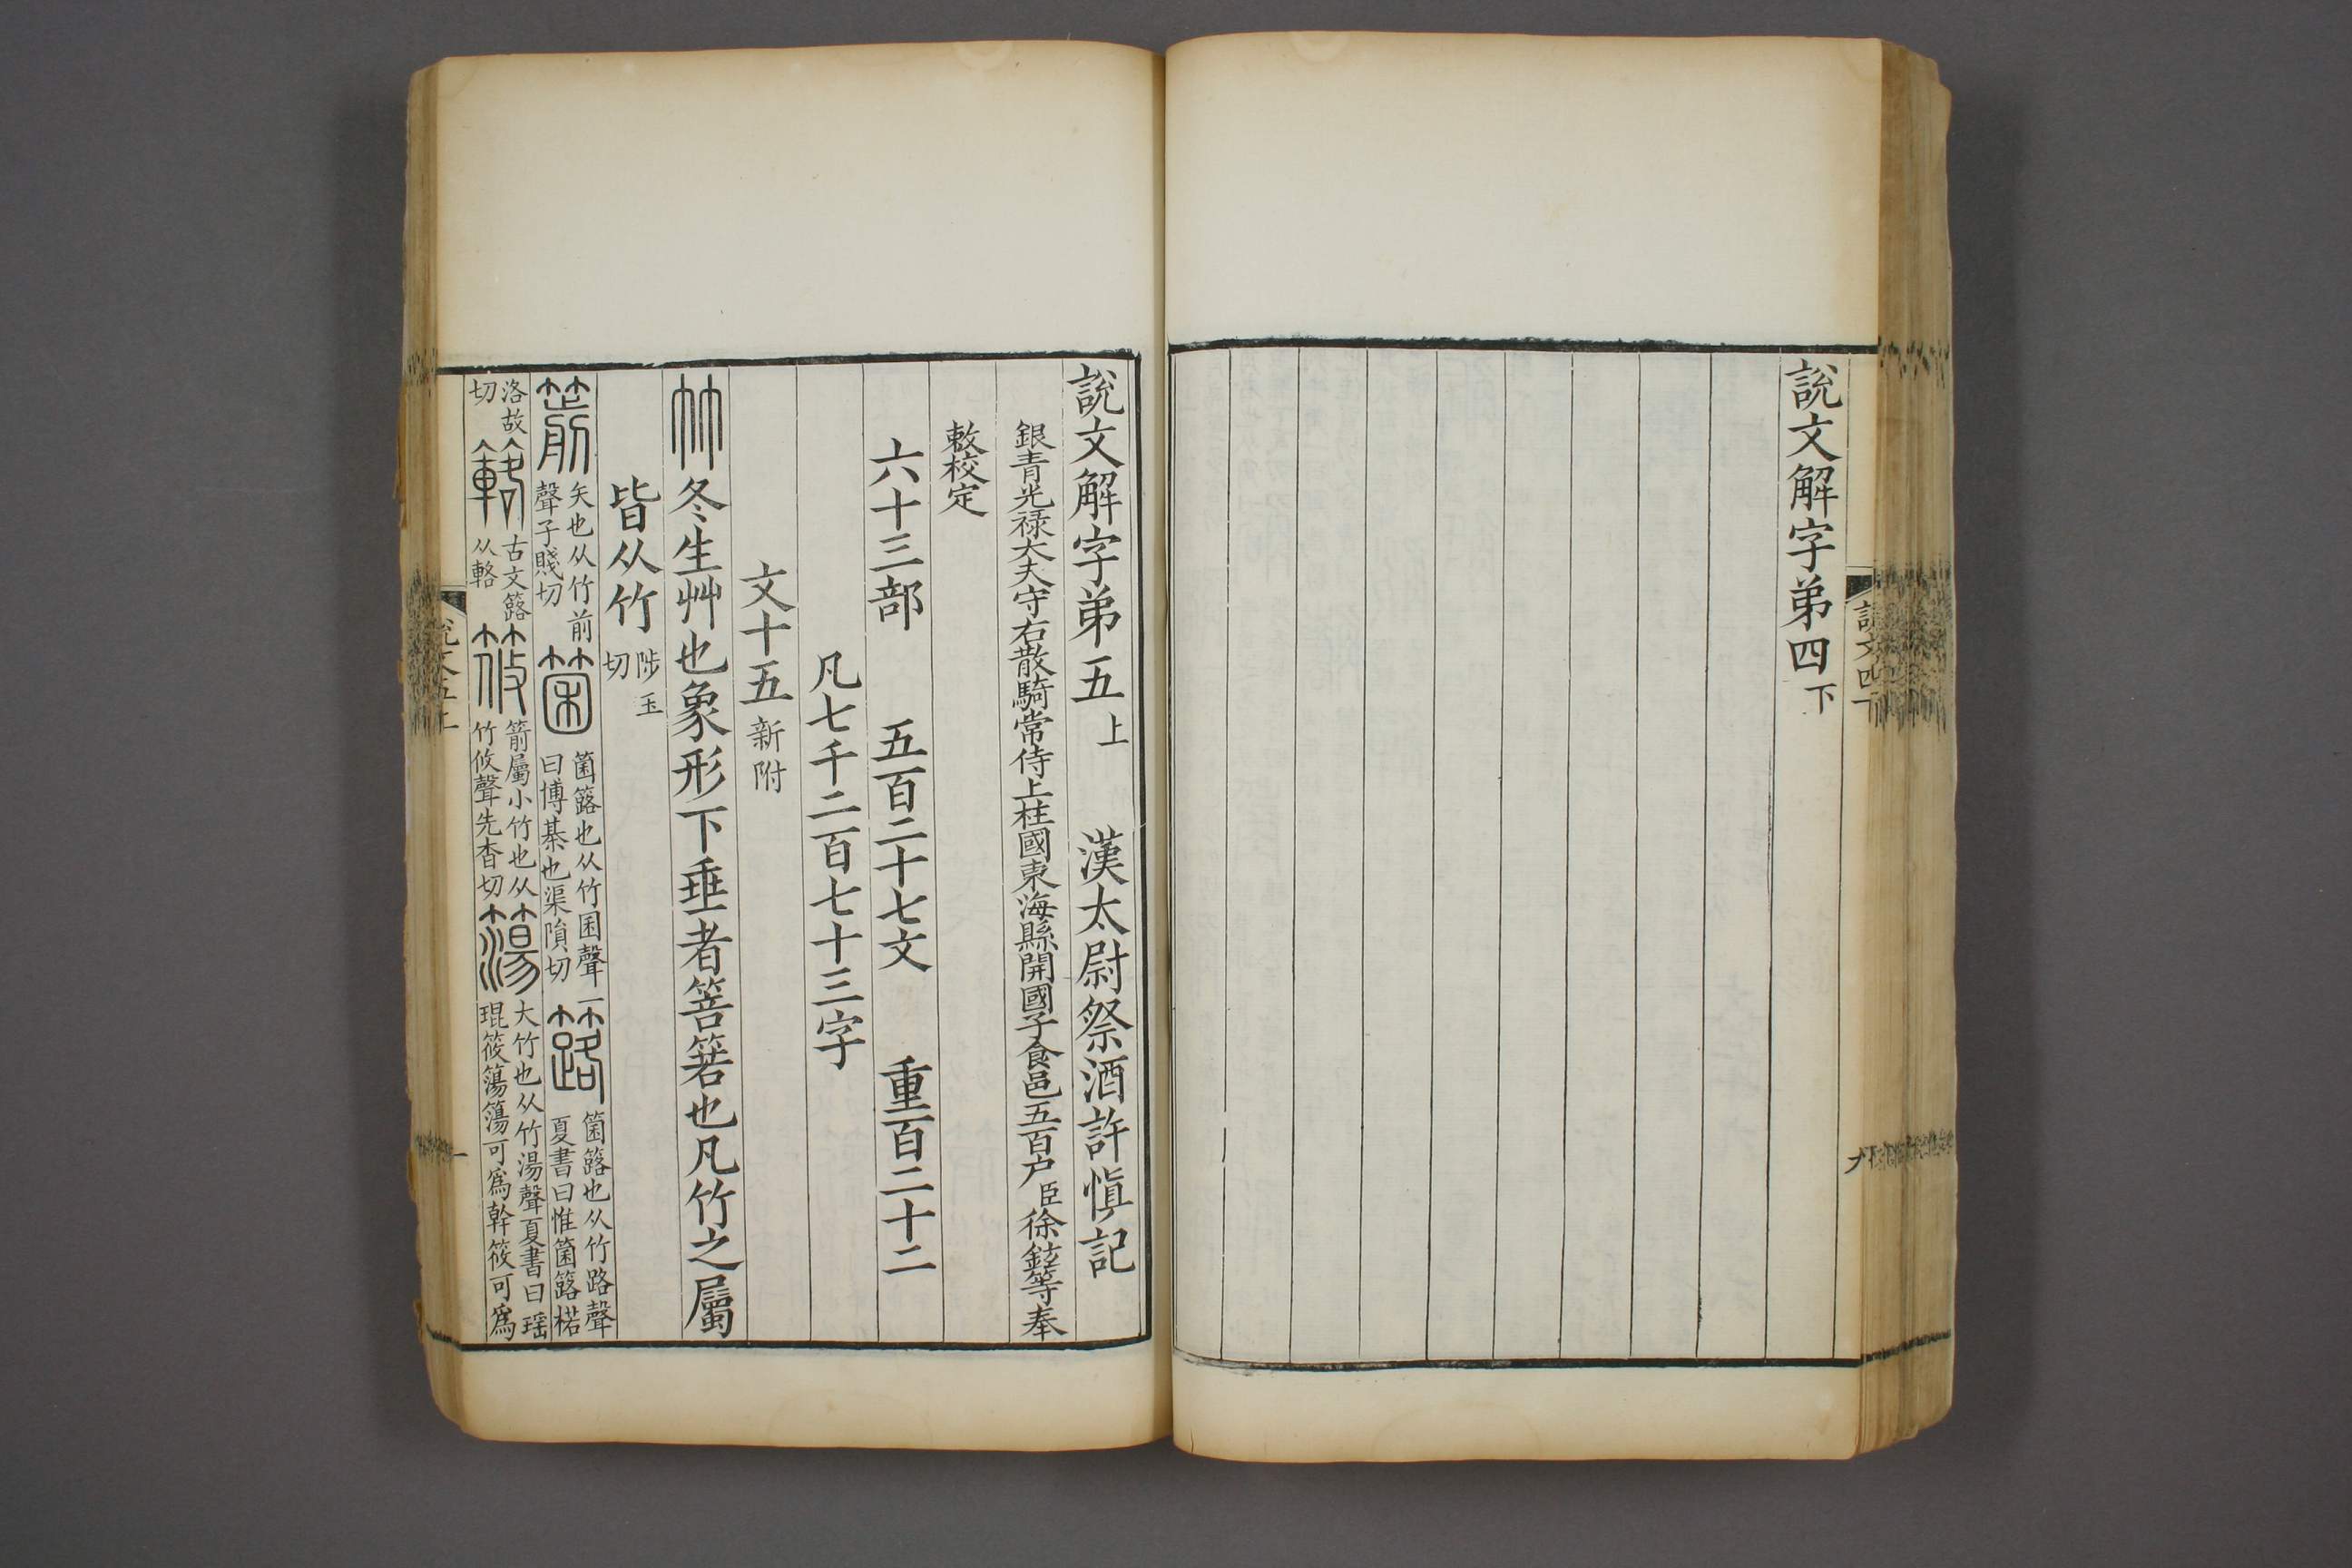 說文解字弟四下
說文四下
說文解字弟五上 漢太尉祭酒許愼記
銀青光禄大夫守右散騎常侍上柱國東海縣開國子食邑五百户臣徐鉉等奉
敕校定
六十三部 五百二十七文 重一百二十二
凡七千二百七十三字
文十五新附
竹冬生艸也象形下垂者箁箬也凡竹之屬
皆从竹陟玉切
箭矢也从竹前聲子賤切箘箘簬也从竹囷聲一曰博棊也渠隕切簬箘簬也从竹路聲夏書曰惟箘簬楛
洛故切簵古文簬从輅筱箭屬小竹也从竹攸聲先杳切簜大竹也从竹湯聲夏書曰瑶琨筱簜簜可爲幹筱可爲